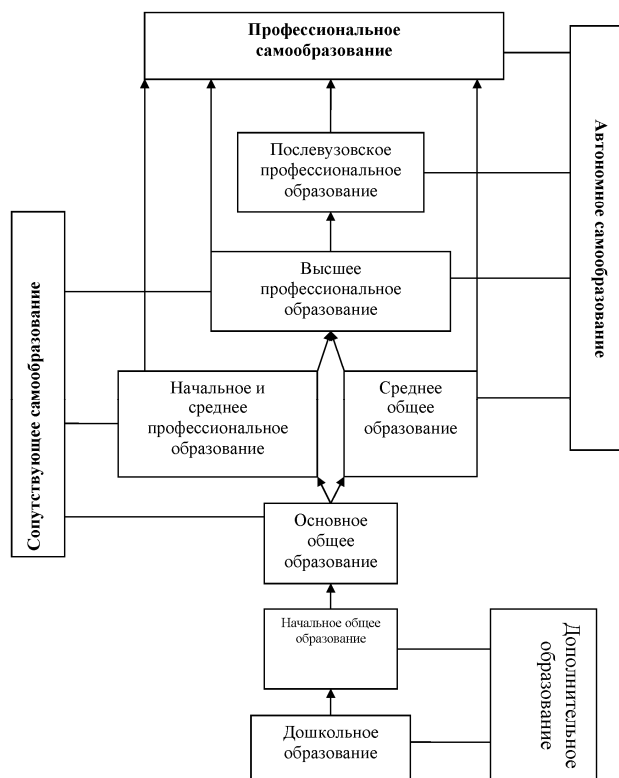 Профессиональное
самообразование
Послевузовское
профессиональное
образование
Автономное самообразование
Высшее
профессиональное
образование
Сопутствующее самообразование
Начальное и
среднее
профессиональное
образование
Среднее
общее
образование
Основное
общее
образование
Начальное общее
образование
Дополнительное
образование
Дошкольное
образование